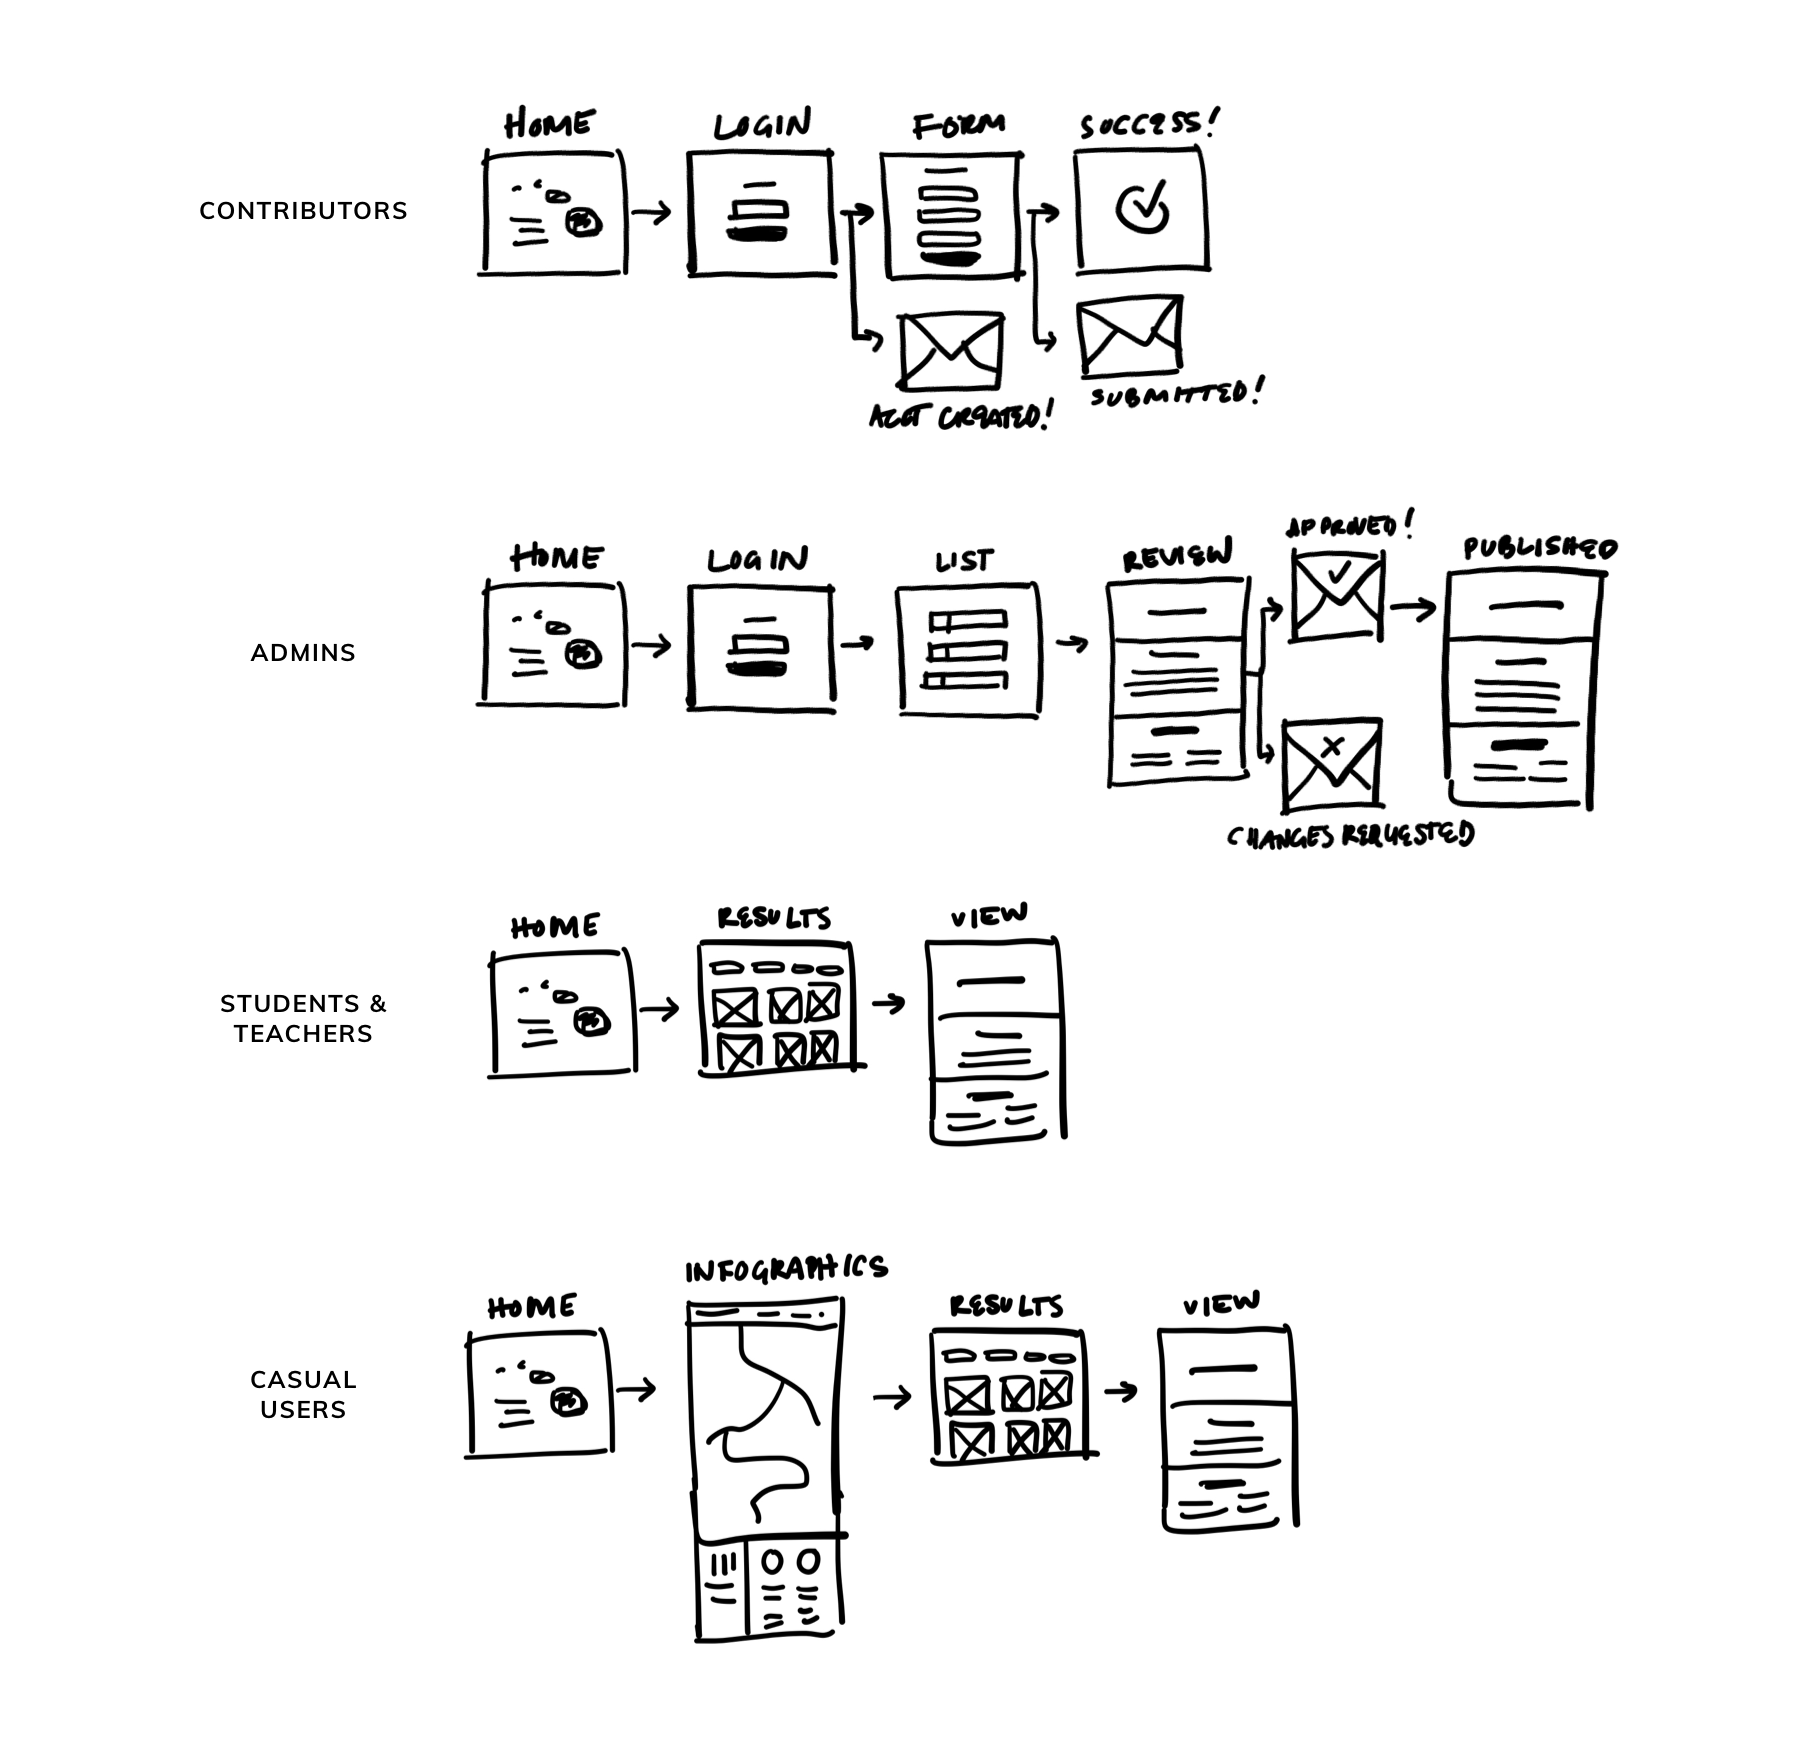 HOME
LOGIN
FORM
SUCCESS!
CONTRIBUTORS
ACCT CREATED!
SUBMITTED!
APPROVED!
HOME
LOGIN
LIST
REVIEW
PUBLISHED
ADMINS
CHANGES REQUESTED
HOME
RESULTS
VIEW
STUDENTS &
TEACHERS
INFOGRAPHICS
HOME
RESULTS
VIEW
CASUAL
USERS